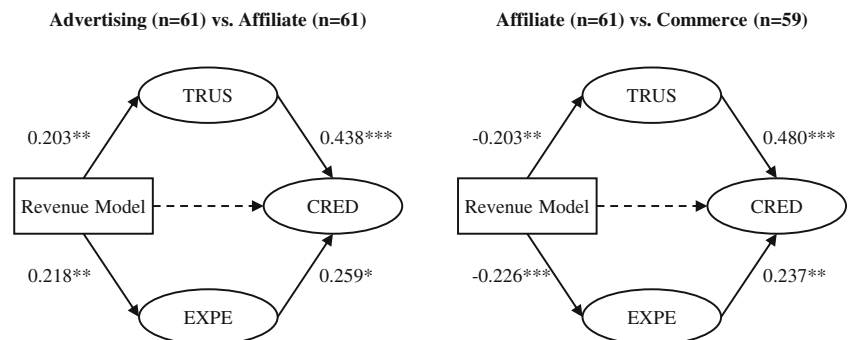 Advertising (n=61) vs. Affiliate (n=61)
TRUS
0.203**
0.438***
Revenue Model
CRED
0.218**
0.259*
EXPE
Affiliate (n=61) vs. Commerce (n=59)
TRUS
-0.203**
0.480***
Revenue Model
CRED
-0.226***
0.237**
EXPE